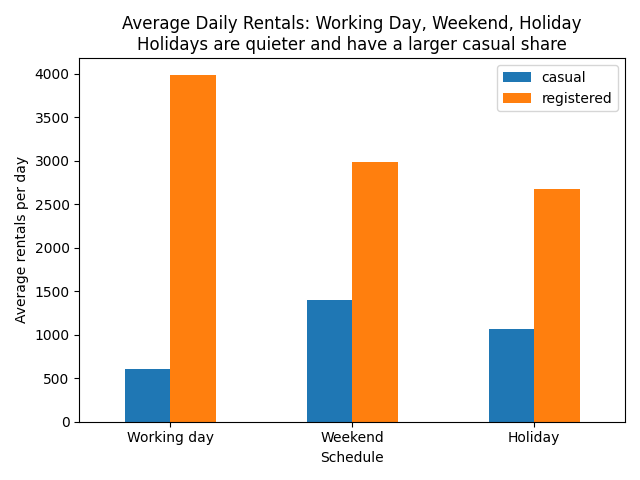 Average Daily Rentals: Working Day, Weekend, Holiday
Holidays are quieter and have a larger casual share
casual
registered
4000
3500
3000
2500
2000
1500
1000
500
0
Average rentals per day
Working day
Weekend
Holiday
Schedule